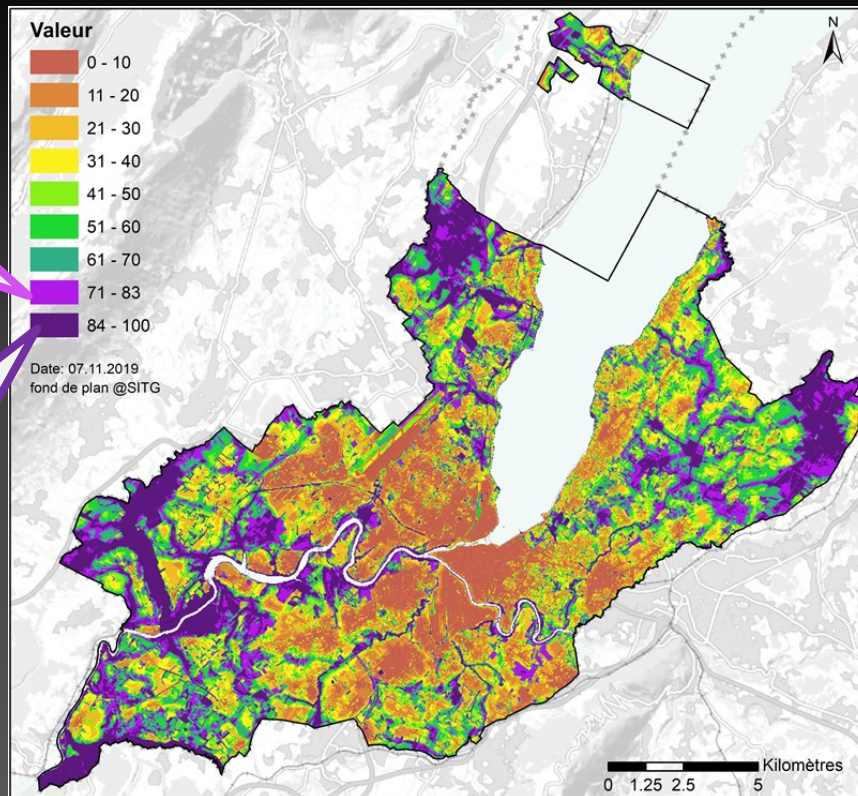 Valeur
0 - 10
11 - 20
21 - 30
31 - 40
41 - 50
51 - 60
61 - 70
71 - 83
84 - 100
Date: 07.11.2019
fond de plan @SITG
N
Kilomètres
0 1.25 2.5 5